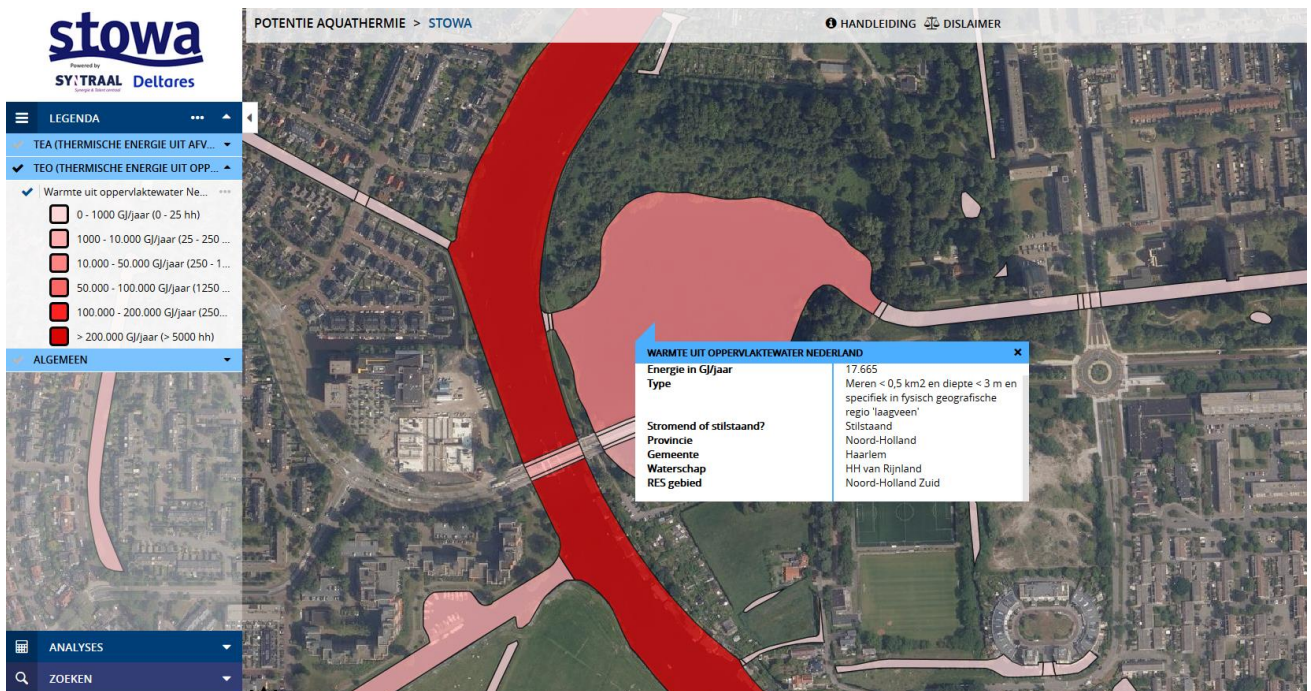 stowa
Powered by
SYNTRAAL Deltares
Synergie & Talent centraal
POTENTIE AQUATHERMIE > STOWA
HANDLEIDING DISLAIMER
LEGENDA
TEA (THERMISCHE ENERGIE UIT AFV...
TEO (THERMISCHE ENERGIE UIT OPP...
Warmte uit oppervlaktewater Ne...
0 - 1000 GJ/jaar (0 - 25 hh)
1000 - 10.000 GJ/jaar (25 - 250 ...
10.000 - 50.000 GJ/jaar (250 - 1...
50.000 - 100.000 GJ/jaar (1250 ...
100.000 - 200.000 GJ/jaar (250...
> 200.000 GJ/jaar (> 5000 hh)
ALGEMEEN
WARMTE UIT OPPERVLAKTEWATER NEDERLAND
Energie in GJ/jaar 17.665
Type Meren < 0,5 km2 en diepte < 3 m en
specifiek in fysisch geografische
regio 'laagveen'
Stromend of stilstaand? Stilstaand
Provincie Noord-Holland
Gemeente Haarlem
Waterschap HH van Rijnland
RES gebied Noord-Holland Zuid
ANALYSES
ZOEKEN